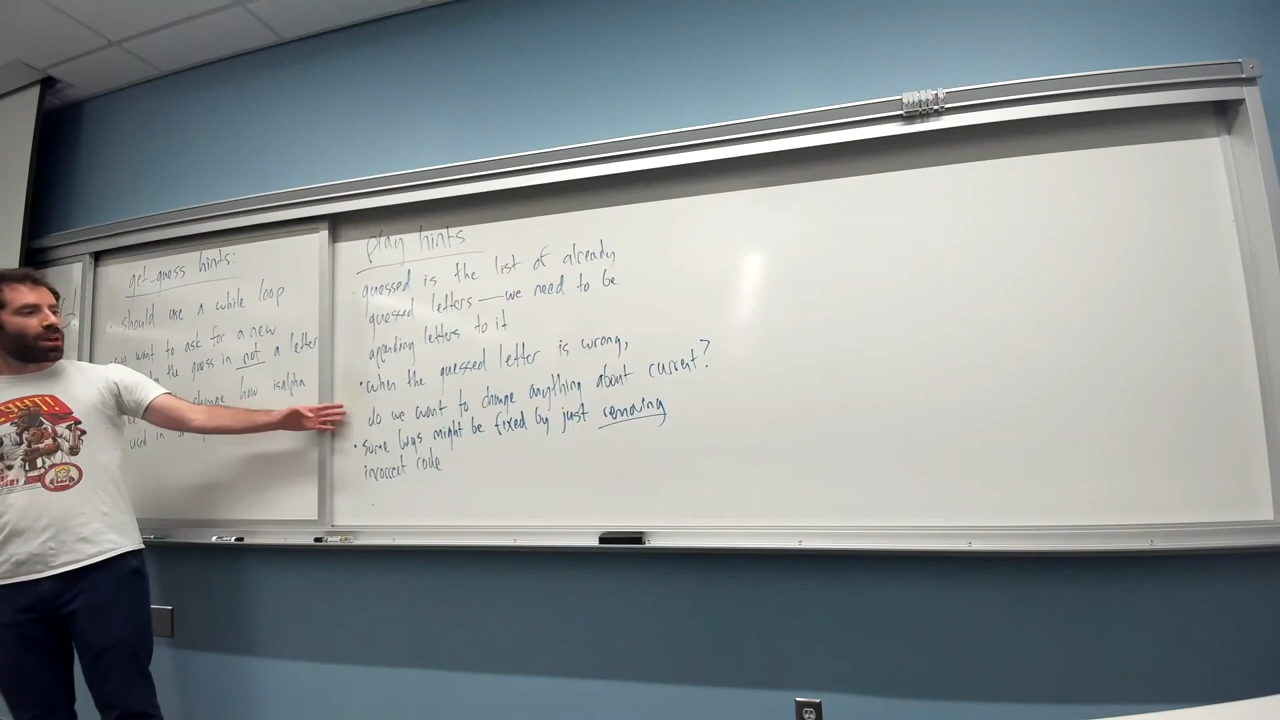 get_guess hints:
· should use a while loop
we want to ask for a new
the guess in not a letter
change how isalpha
used in
play hints
· guessed is the list of already
guessed letters — we need to be
appending letters to it
· when the guessed letter is wrong,
do we want to change anything about current?
· some bugs might be fixed by just removing
incorrect code